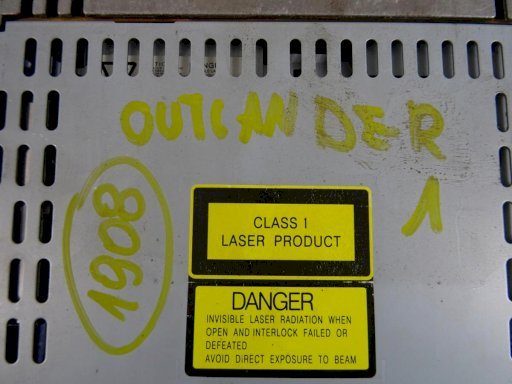 OUTLANDER
1
1908
CLASS 1
LASER PRODUCT
DANGER
INVISIBLE LASER RADIATION WHEN
OPEN AND INTERLOCK FAILED OR
DEFEATED
AVOID DIRECT EXPOSURE TO BEAM